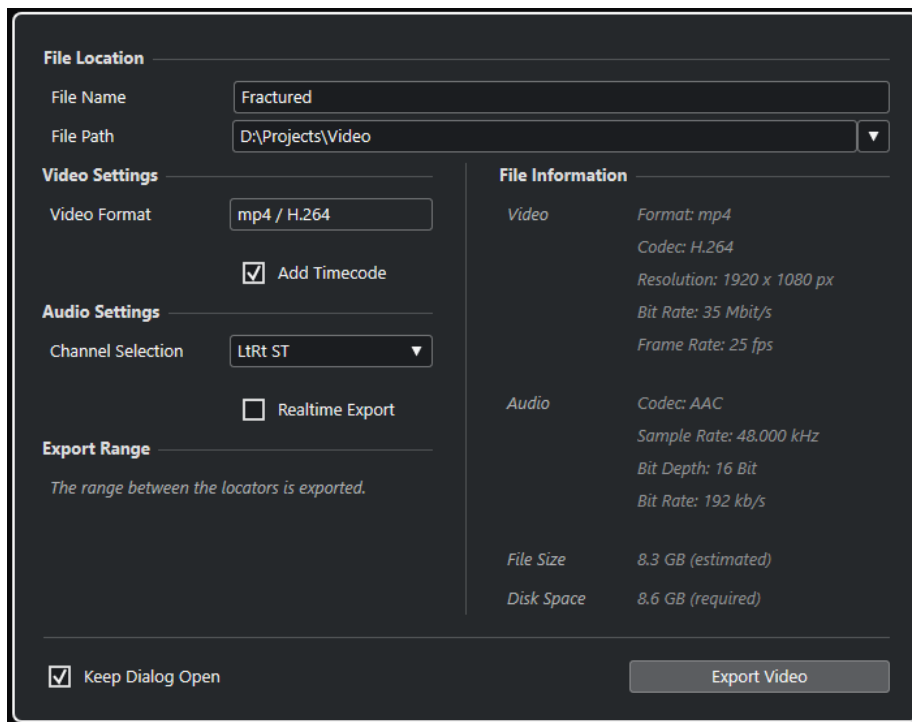 File Location
File Name
Fractured
File Path
D:\Projects\Video
Video Settings
Video Format
mp4 / H.264
Add Timecode
Audio Settings
Channel Selection
LtRt ST
Realtime Export
Export Range
The range between the locators is exported.
File Information
Video
Format: mp4
Codec: H.264
Resolution: 1920 x 1080 px
Bit Rate: 35 Mbit/s
Frame Rate: 25 fps
Audio
Codec: AAC
Sample Rate: 48.000 kHz
Bit Depth: 16 Bit
Bit Rate: 192 kb/s
File Size
8.3 GB (estimated)
Disk Space
8.6 GB (required)
Keep Dialog Open
Export Video